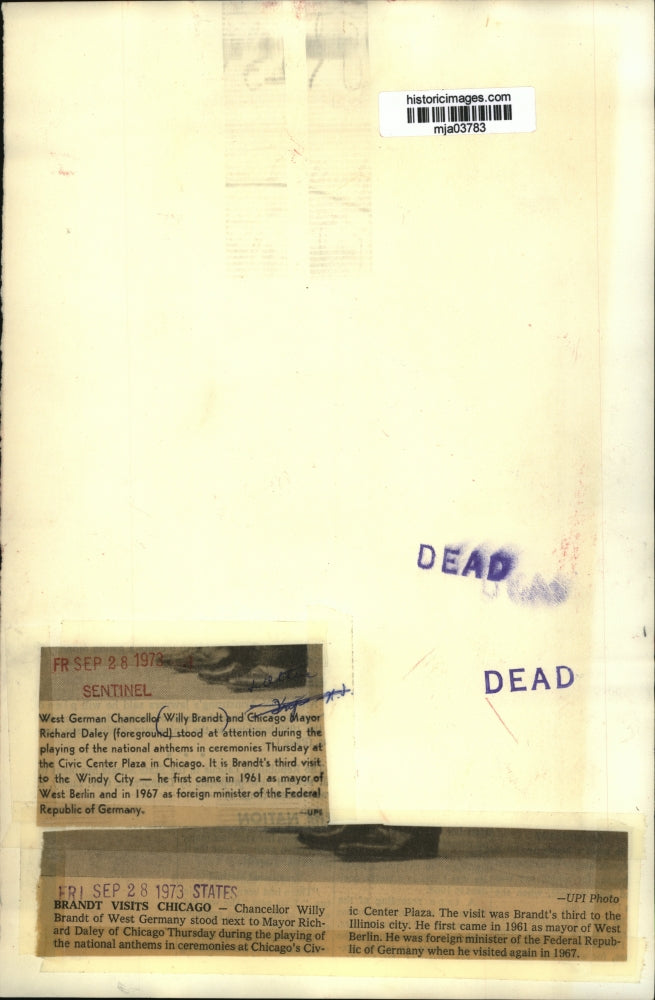 historicimages.com
mja03783
DEAD
DEAD
DEAD
FR SEP 28 1973
SENTINEL
West German Chancellor (Willy Brandt) and Chicago Mayor
Richard Daley (foreground) stood at attention during the
playing of the national anthems in ceremonies Thursday at
the Civic Center Plaza in Chicago. It is Brandt's third visit
to the Windy City — he first came in 1961 as mayor of
West Berlin and in 1967 as foreign minister of the Federal
Republic of Germany.
—UPI
FRI SEP 28 1973 STATES
BRANDT VISITS CHICAGO — Chancellor Willy
Brandt of West Germany stood next to Mayor Rich-
ard Daley of Chicago Thursday during the playing of
the national anthems in ceremonies at Chicago's Civ-
—UPI Photo
ic Center Plaza. The visit was Brandt's third to the
Illinois city. He first came in 1961 as mayor of West
Berlin. He was foreign minister of the Federal Repub-
lic of Germany when he visited again in 1967.